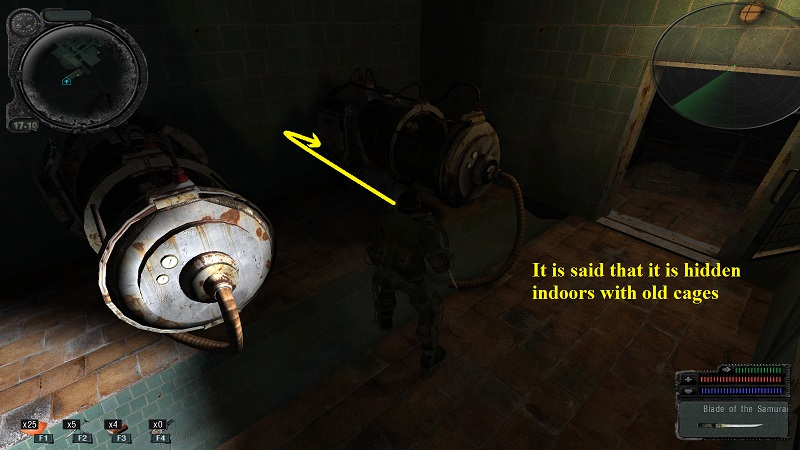 17-10
It is said that it is hidden
indoors with old cages
Blade of the Samurai
x25 x5 x4 x0
F1 F2 F3 F4